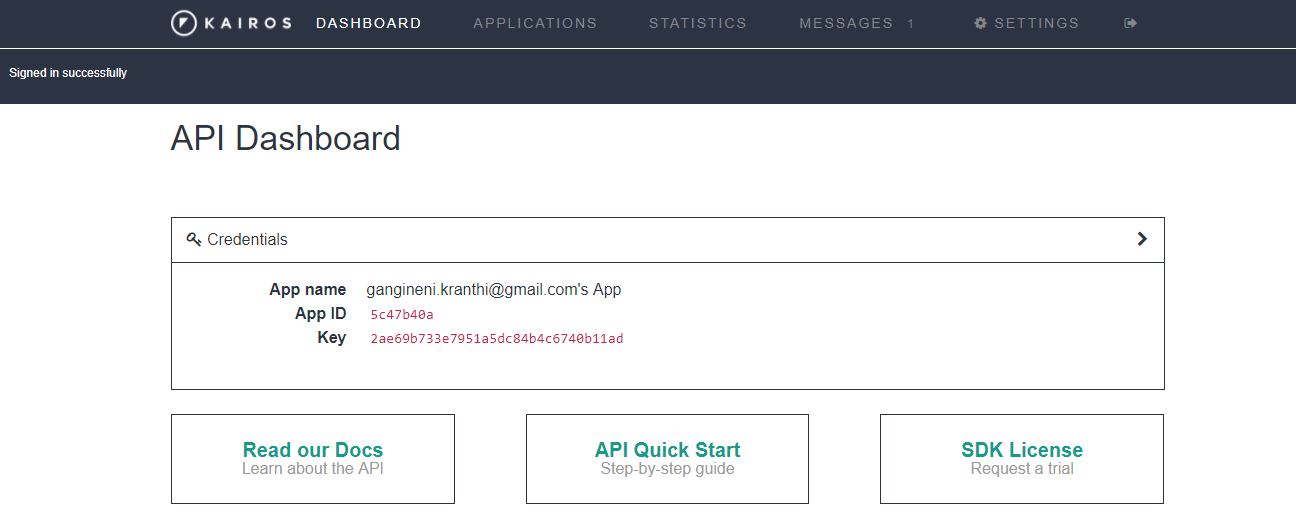 KAIROS DASHBOARD APPLICATIONS STATISTICS MESSAGES 1 SETTINGS
Signed in successfully
API Dashboard
Credentials
App name gangineni.kranthi@gmail.com's App
App ID 5c47b40a
Key 2ae69b733e7951a5dc84b4c6740b11ad
Read our Docs API Quick Start SDK License
Learn about the API Step-by-step guide Request a trial